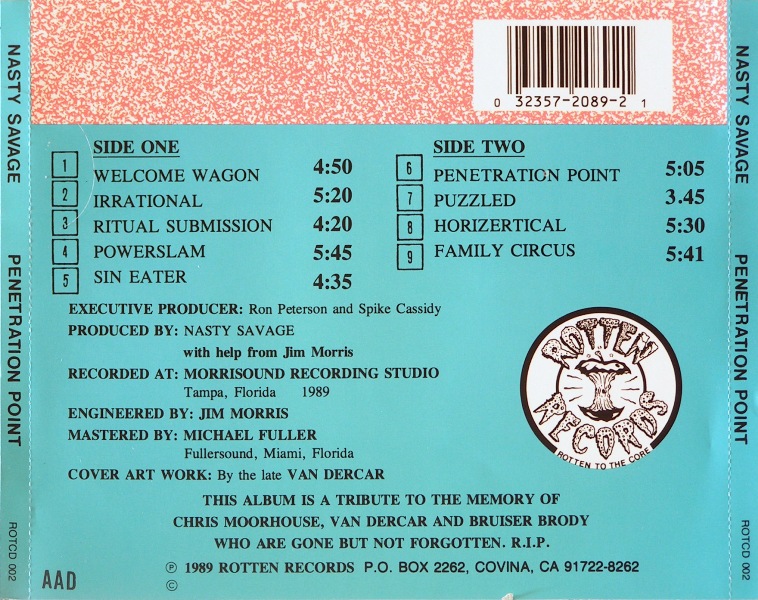 NASTY SAVAGE PENETRATION POINT ROTCD 002
0 32357-2089-2 1
SIDE ONE
1 WELCOME WAGON 4:50
2 IRRATIONAL 5:20
3 RITUAL SUBMISSION 4:20
4 POWERSLAM 5:45
5 SIN EATER 4:35
SIDE TWO
6 PENETRATION POINT 5:05
7 PUZZLED 3.45
8 HORIZERTICAL 5:30
9 FAMILY CIRCUS 5:41
EXECUTIVE PRODUCER: Ron Peterson and Spike Cassidy
PRODUCED BY: NASTY SAVAGE
with help from Jim Morris
RECORDED AT: MORRISOUND RECORDING STUDIO
Tampa, Florida 1989
ENGINEERED BY: JIM MORRIS
MASTERED BY: MICHAEL FULLER
Fullersound, Miami, Florida
COVER ART WORK: By the late VAN DERCAR
ROTTEN
RECORDS
ROTTEN TO THE CORE
THIS ALBUM IS A TRIBUTE TO THE MEMORY OF
CHRIS MOORHOUSE, VAN DERCAR AND BRUISER BRODY
WHO ARE GONE BUT NOT FORGOTTEN. R.I.P.
AAD
℗ 1989 ROTTEN RECORDS P.O. BOX 2262, COVINA, CA 91722-8262
©
NASTY SAVAGE PENETRATION POINT ROTCD 002